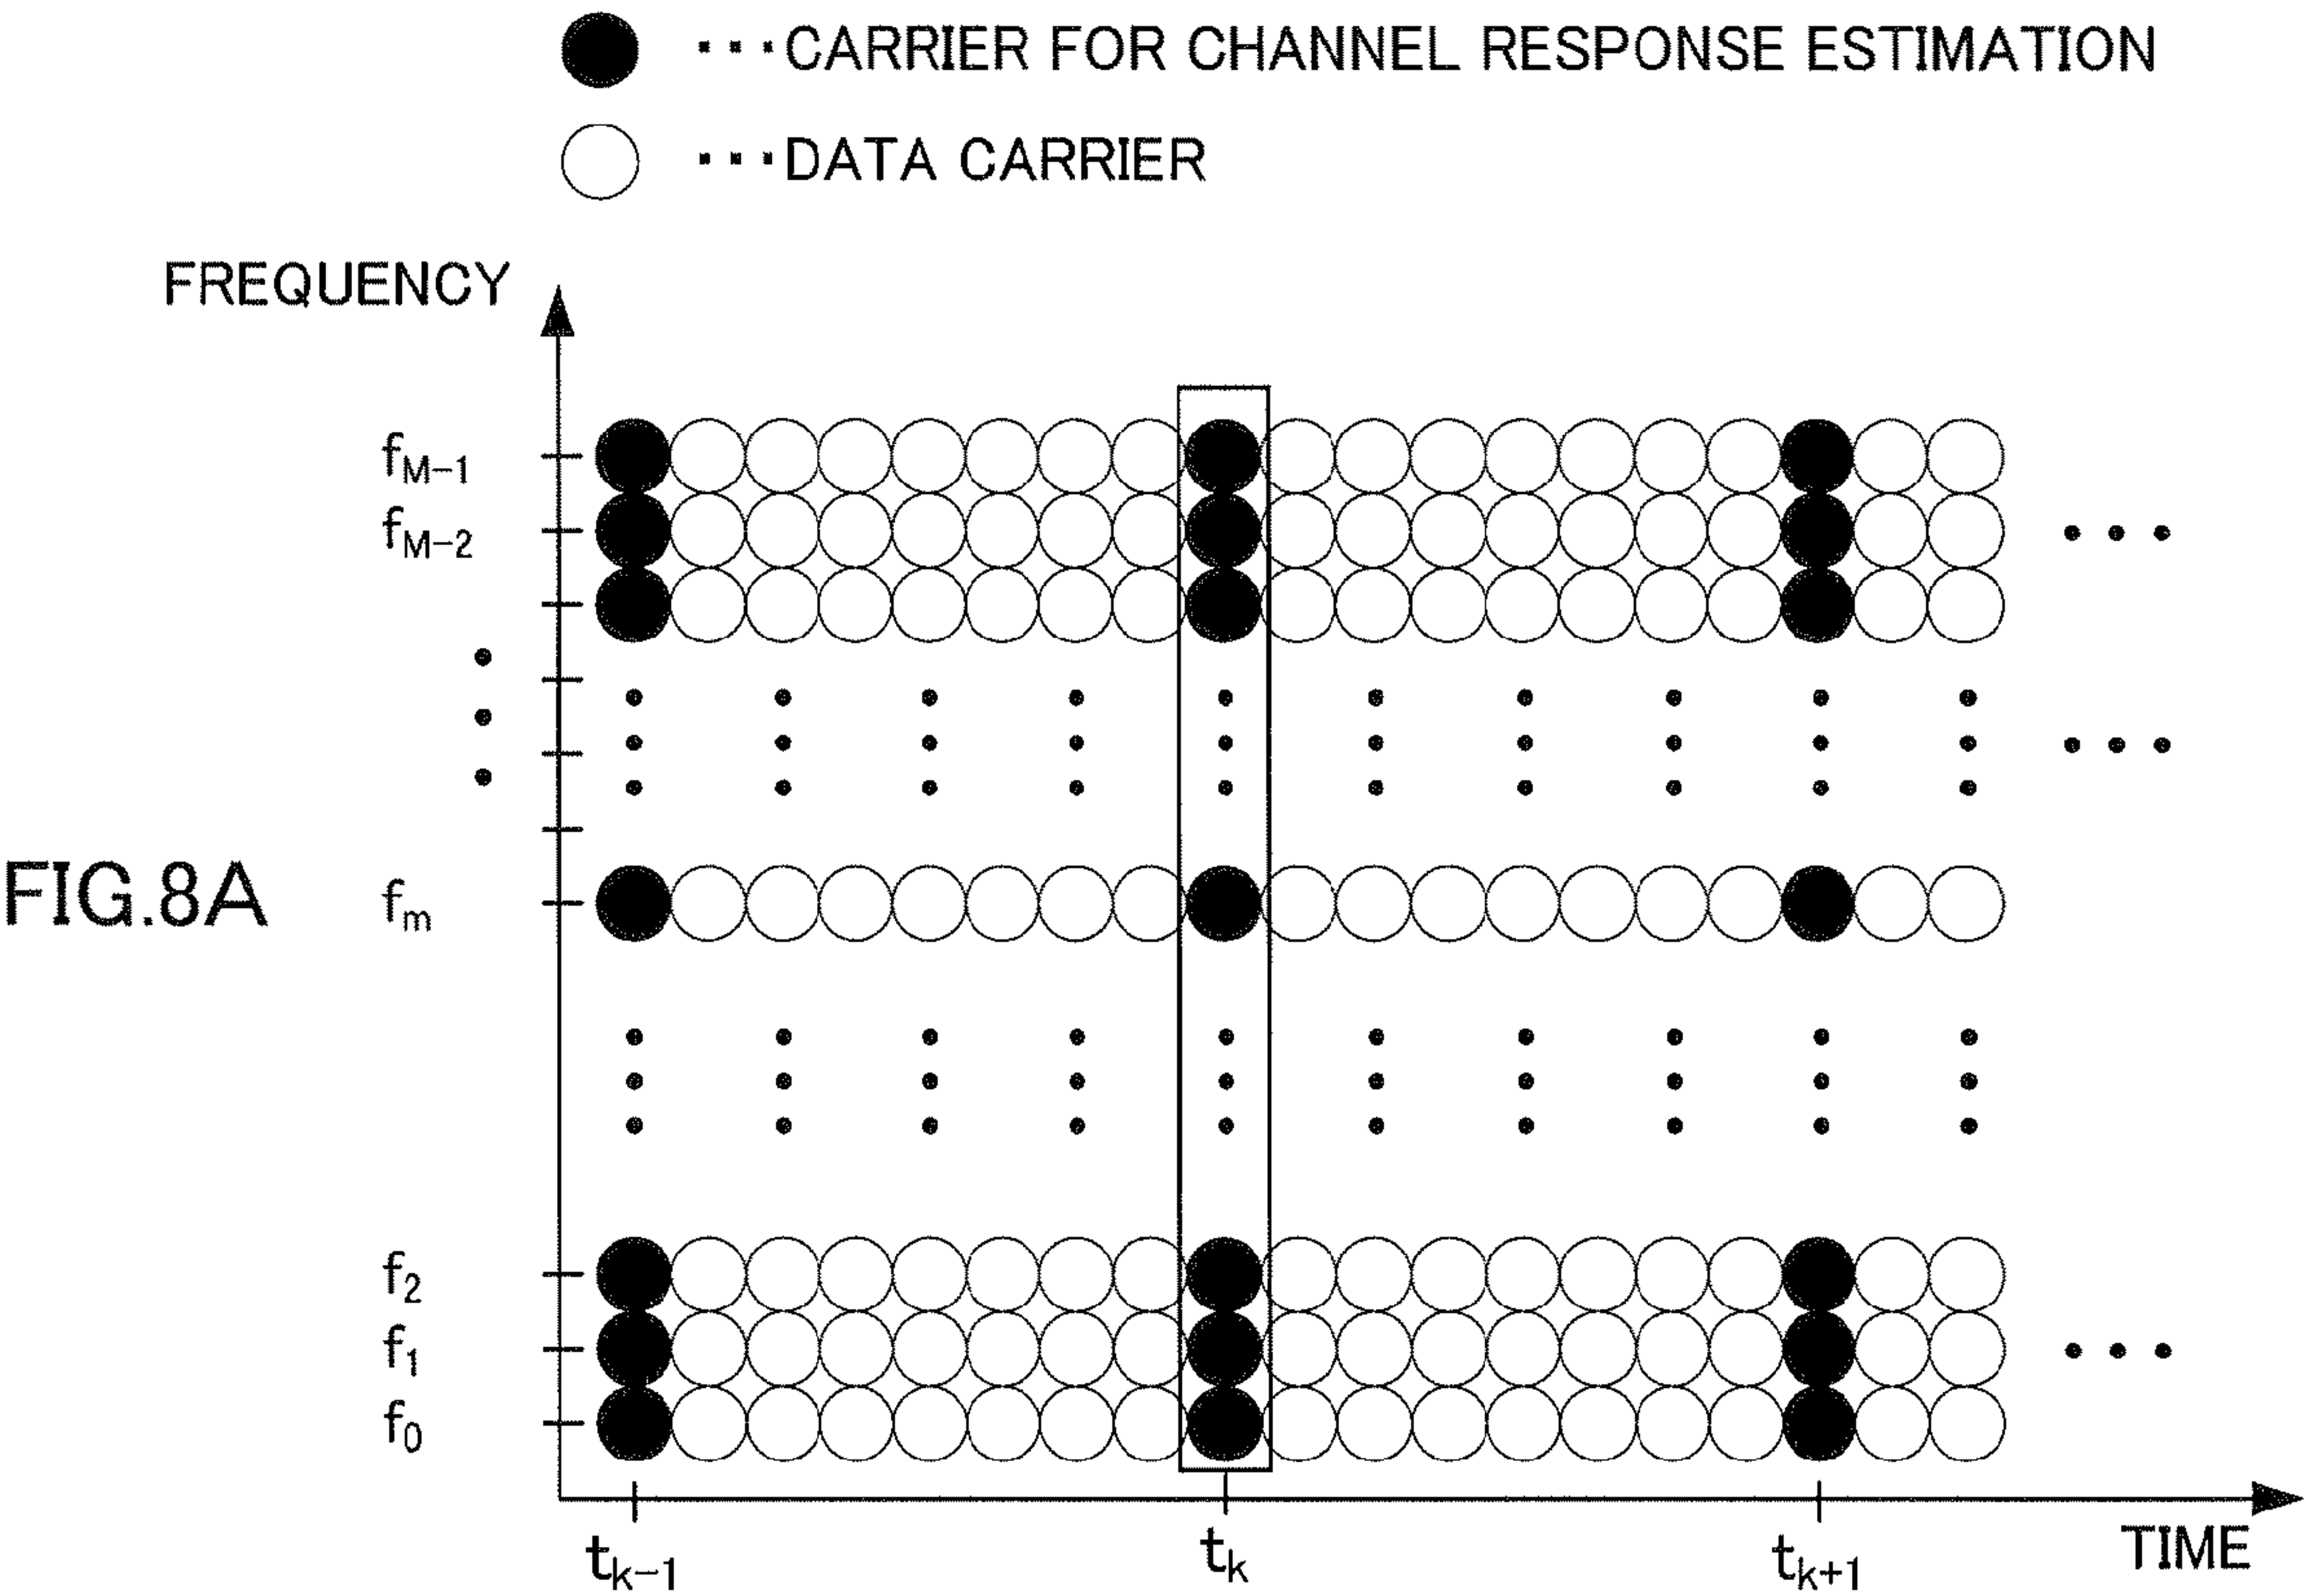 ··· CARRIER FOR CHANNEL RESPONSE ESTIMATION
··· DATA CARRIER
FREQUENCY
f_{M-1}
f_{M-2}
FIG.8A
f_m
f_2
f_1
f_0
t_{k-1} t_k t_{k+1}
TIME